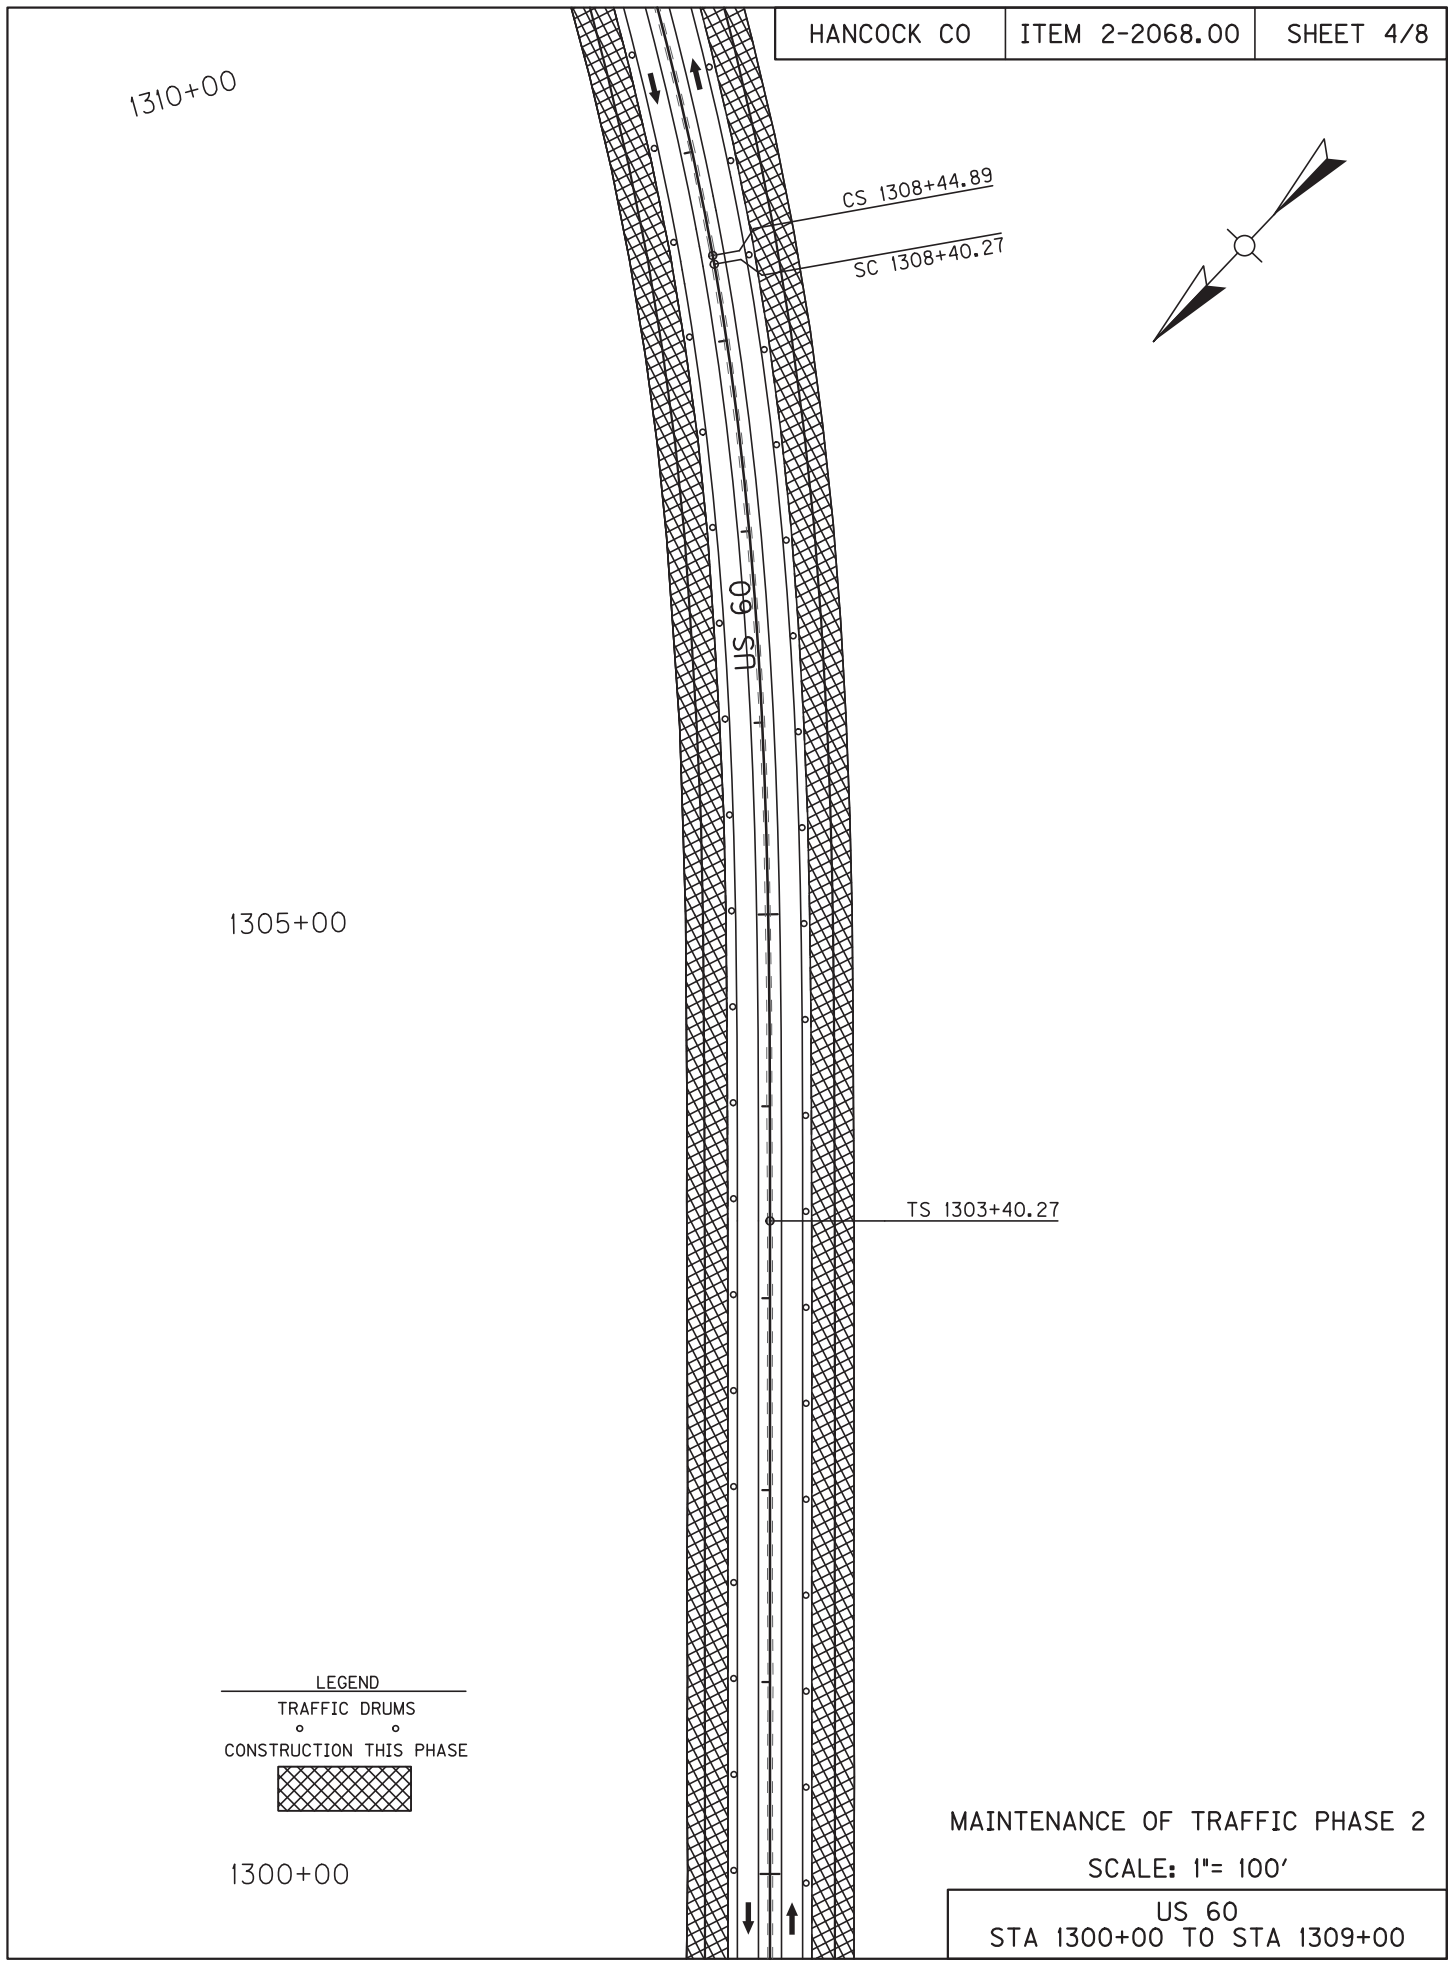 HANCOCK CO ITEM 2-2068.00 SHEET 4/8
1310+00
CS 1308+44.89
SC 1308+40.27
US 60
1305+00
TS 1303+40.27
LEGEND
TRAFFIC DRUMS
CONSTRUCTION THIS PHASE
1300+00
MAINTENANCE OF TRAFFIC PHASE 2
SCALE: 1"= 100'
US 60
STA 1300+00 TO STA 1309+00